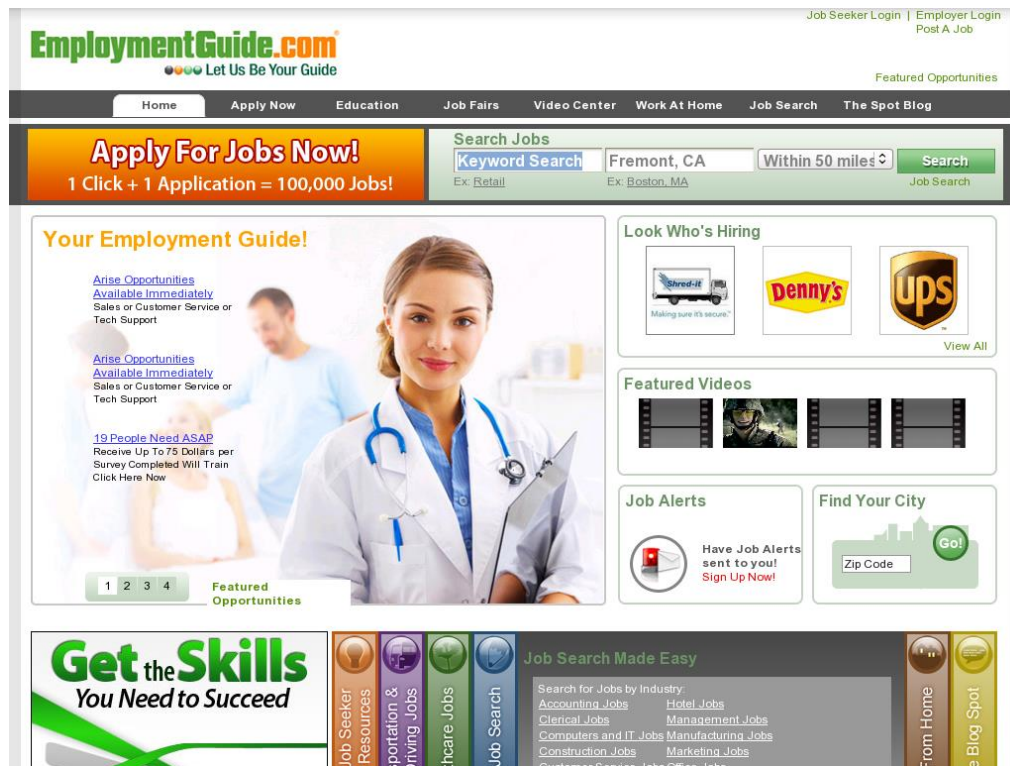 Job Seeker Login | Employer Login
Post A Job
EmploymentGuide.com
Let Us Be Your Guide
Featured Opportunities
Home Apply Now Education Job Fairs Video Center Work At Home Job Search The Spot Blog
Apply For Jobs Now!
1 Click + 1 Application = 100,000 Jobs!
Search Jobs
Keyword Search Fremont, CA Within 50 miles Search
Ex: Retail Ex: Boston, MA Job Search
Your Employment Guide!
Arise Opportunities
Available Immediately
Sales or Customer Service or
Tech Support
Arise Opportunities
Available Immediately
Sales or Customer Service or
Tech Support
19 People Need ASAP
Receive Up To 75 Dollars per
Survey Completed Will Train
Click Here Now
1 2 3 4
Featured
Opportunities
Look Who's Hiring
Shred-it
Making sure it's secure.™
Denny's
ups
View All
Featured Videos
Job Alerts
Have Job Alerts
sent to you!
Sign Up Now!
Find Your City
Go!
Zip Code
Get the Skills
You Need to Succeed
Job Seeker
Resources
Driving Jobs
Job Search
Job Search Made Easy
Search for Jobs by Industry:
Accounting Jobs Hotel Jobs
Clerical Jobs Management Jobs
Computers and IT Jobs Manufacturing Jobs
Construction Jobs Marketing Jobs
Customer Service Jobs Office Jobs
From Home
Blog Spot